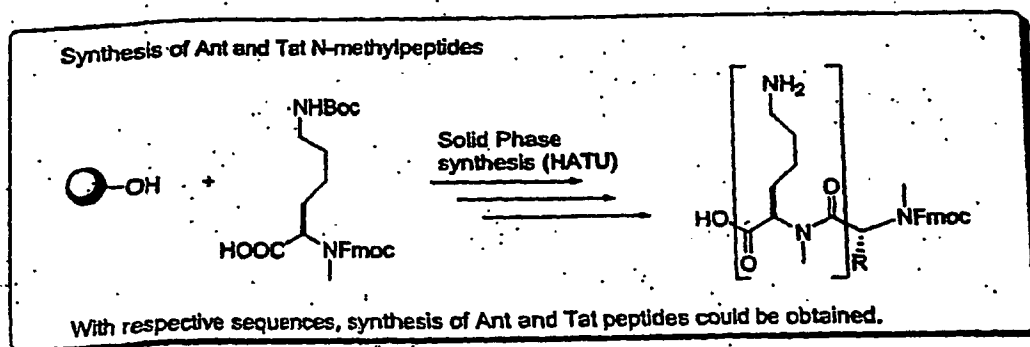 Synthesis of Ant and Tat N-methylpeptides
NHBoc
NH2
Solid Phase
synthesis (HATU)
OH
+
O
HO
N
NFmoc
HOOC
NFmoc
O
R
With respective sequences, synthesis of Ant and Tat peptides could be obtained.